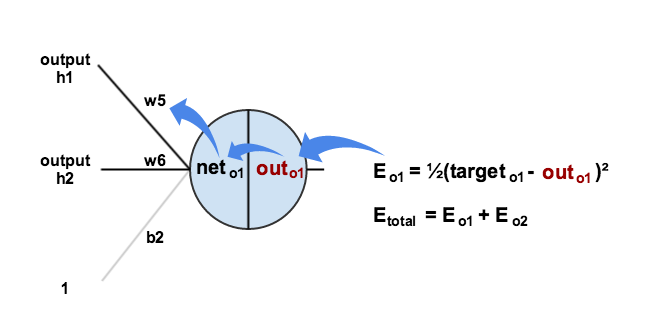 output
h1
w5
output
h2
w6
net o1
out o1
E o1 = ½(target o1 - out o1 )²
E total = E o1 + E o2
b2
1